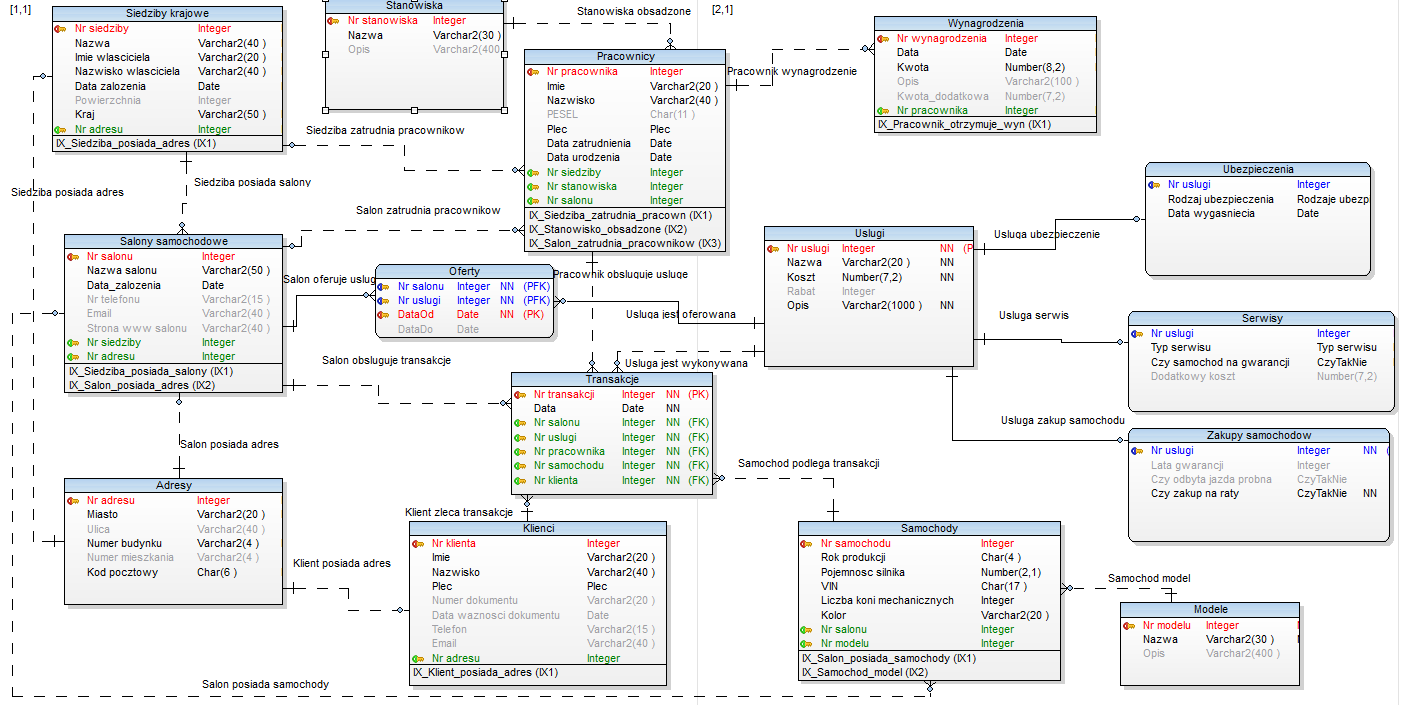 [1,1]
Siedziby krajowe
Nr siedziby Integer
Nazwa Varchar2(40 )
Imie wlasciciela Varchar2(20 )
Nazwisko wlasciciela Varchar2(40 )
Data zalozenia Date
Powierzchnia Integer
Kraj Varchar2(50 )
Nr adresu Integer
IX_Siedziba_posiada_adres (IX1)
Stanowiska
Nr stanowiska Integer
Nazwa Varchar2(30 )
Opis Varchar2(400
Stanowiska obsadzone
[2,1]
Pracownicy
Nr pracownika Integer
Imie Varchar2(20 )
Nazwisko Varchar2(40 )
PESEL Char(11 )
Plec Plec
Data zatrudnienia Date
Data urodzenia Date
Nr siedziby Integer
Nr stanowiska Integer
Nr salonu Integer
IX_Siedziba_zatrudnia_pracown (IX1)
IX_Stanowisko_obsadzone (IX2)
IX_Salon_zatrudnia_pracownikow (IX3)
Pracownik wynagrodzenie
Wynagrodzenia
Nr wynagrodzenia Integer
Data Date
Kwota Number(8,2)
Opis Varchar2(100 )
Kwota_dodatkowa Number(7,2)
Nr pracownika Integer
IX_Pracownik_otrzymuje_wyn (IX1)
Siedziba zatrudnia pracownikow
Siedziba posiada adres
Siedziba posiada salony
Salon zatrudnia pracownikow
Salony samochodowe
Nr salonu Integer
Nazwa salonu Varchar2(50 )
Data_zalozenia Date
Nr telefonu Varchar2(15 )
Email Varchar2(40 )
Strona www salonu Varchar2(40 )
Nr siedziby Integer
Nr adresu Integer
IX_Siedziba_posiada_salony (IX1)
IX_Salon_posiada_adres (IX2)
Salon oferuje uslug
Oferty
Nr salonu Integer NN (PFK)
Nr uslugi Integer NN (PFK)
DataOd Date NN (PK)
DataDo Date
Pracownik obsluguje usluge
Usluga jest oferowana
Uslugi
Nr uslugi Integer NN (P
Nazwa Varchar2(20 ) NN
Koszt Number(7,2) NN
Rabat Integer
Opis Varchar2(1000 ) NN
Usluga ubezpieczenie
Ubezpieczenia
Nr uslugi Integer
Rodzaj ubezpieczenia Rodzaje ubezp
Data wygasniecia Date
Usluga serwis
Serwisy
Nr uslugi Integer
Typ serwisu Typ serwisu
Czy samochod na gwarancji CzyTakNie
Dodatkowy koszt Number(7,2)
Usluga jest wykonywana
Salon obsluguje transakcje
Transakcje
Nr transakcji Integer NN (PK)
Data Date NN
Nr salonu Integer NN (FK)
Nr uslugi Integer NN (FK)
Nr pracownika Integer NN (FK)
Nr samochodu Integer NN (FK)
Nr klienta Integer NN (FK)
Usluga zakup samochodu
Zakupy samochodow
Nr uslugi Integer NN (
Lata gwarancji Integer
Czy odbyta jazda probna CzyTakNie
Czy zakup na raty CzyTakNie NN
Salon posiada adres
Samochod podlega transakcji
Adresy
Nr adresu Integer
Miasto Varchar2(20 )
Ulica Varchar2(40 )
Numer budynku Varchar2(4 )
Numer mieszkania Varchar2(4 )
Kod pocztowy Char(6 )
Klient zleca transakcje
Klient posiada adres
Klienci
Nr klienta Integer
Imie Varchar2(20 )
Nazwisko Varchar2(40 )
Plec Plec
Numer dokumentu Varchar2(20 )
Data waznosci dokumentu Date
Telefon Varchar2(15 )
Email Varchar2(40 )
Nr adresu Integer
IX_Klient_posiada_adres (IX1)
Samochody
Nr samochodu Integer
Rok produkcji Char(4 )
Pojemnosc silnika Number(2,1)
VIN Char(17 )
Liczba koni mechanicznych Integer
Kolor Varchar2(20 )
Nr salonu Integer
Nr modelu Integer
IX_Salon_posiada_samochody (IX1)
IX_Samochod_model (IX2)
Samochod model
Modele
Nr modelu Integer
Nazwa Varchar2(30 )
Opis Varchar2(400 )
Salon posiada samochody